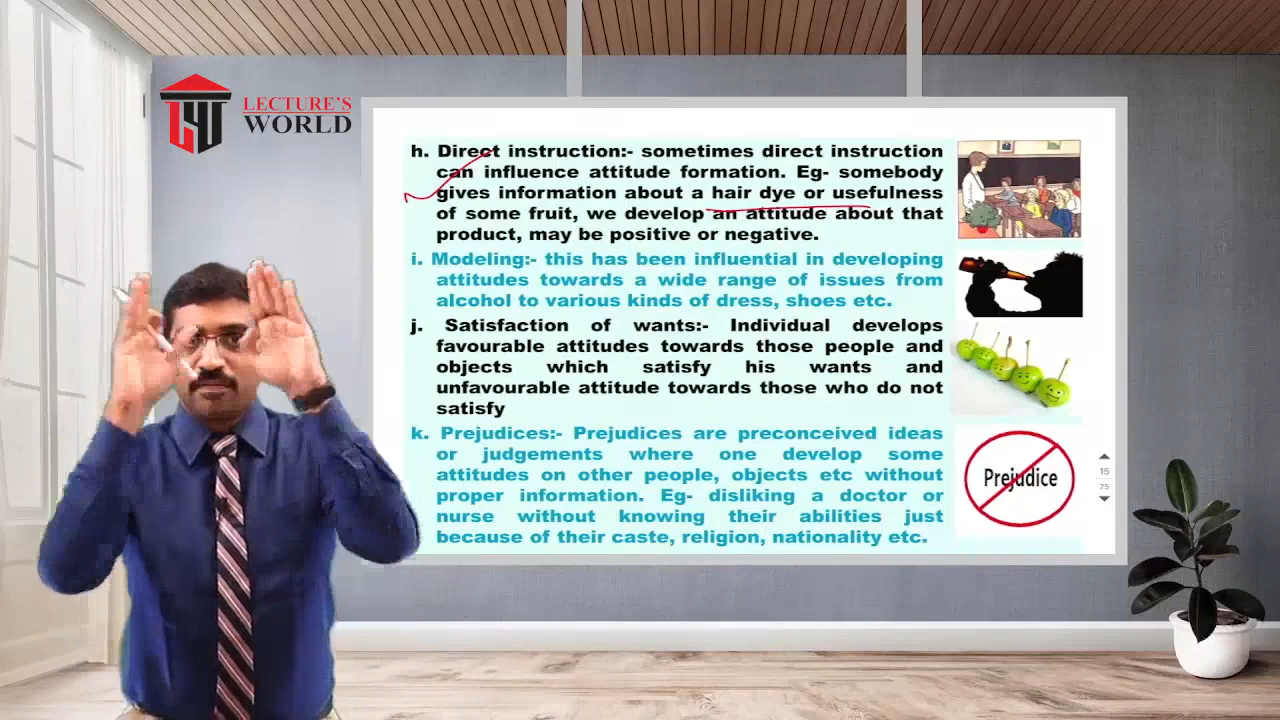 LECTURE'S
WORLD
h. Direct instruction:- sometimes direct instruction
can influence attitude formation. Eg- somebody
gives information about a hair dye or usefulness
of some fruit, we develop an attitude about that
product, may be positive or negative.
i. Modeling:- this has been influential in developing
attitudes towards a wide range of issues from
alcohol to various kinds of dress, shoes etc.
j. Satisfaction of wants:- Individual develops
favourable attitudes towards those people and
objects which satisfy his wants and
unfavourable attitude towards those who do not
satisfy
k. Prejudices:- Prejudices are preconceived ideas
or judgements where one develop some
attitudes on other people, objects etc without
proper information. Eg- disliking a doctor or
nurse without knowing their abilities just
because of their caste, religion, nationality etc.
Prejudice
15
25